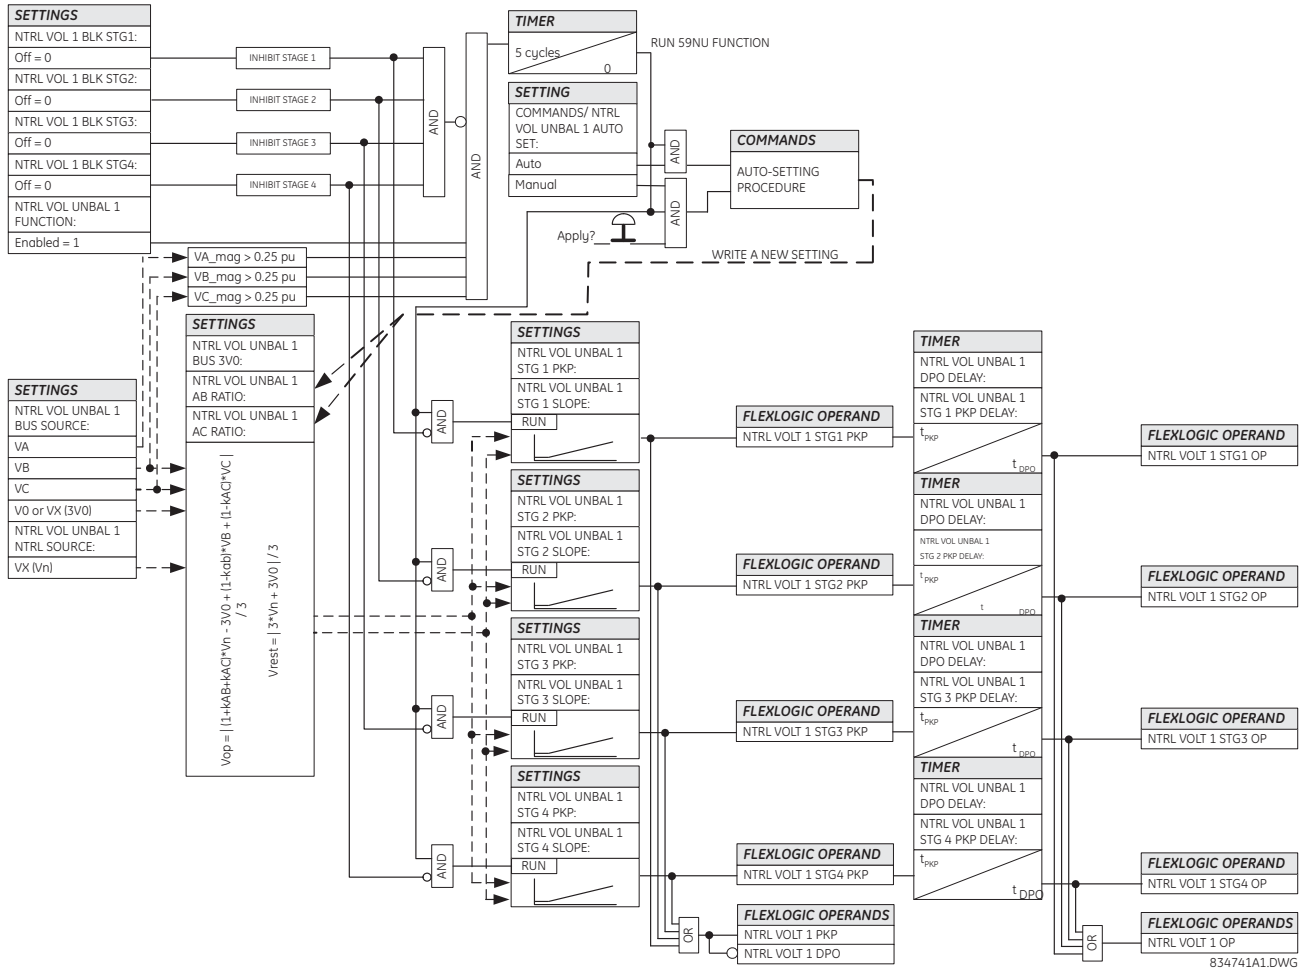 SETTINGS
NTRL VOL 1 BLK STG1:
Off = 0
NTRL VOL 1 BLK STG2:
Off = 0
NTRL VOL 1 BLK STG3:
Off = 0
NTRL VOL 1 BLK STG4:
Off = 0
NTRL VOL UNBAL 1
FUNCTION:
Enabled = 1
INHIBIT STAGE 1
INHIBIT STAGE 2
INHIBIT STAGE 3
INHIBIT STAGE 4
AND
AND
TIMER
5 cycles
0
RUN 59NU FUNCTION
SETTING
COMMANDS/ NTRL
VOL UNBAL 1 AUTO
SET:
Auto
Manual
AND
AND
Apply?
COMMANDS
AUTO-SETTING
PROCEDURE
WRITE A NEW SETTING
VA_mag > 0.25 pu
VB_mag > 0.25 pu
VC_mag > 0.25 pu
SETTINGS
NTRL VOL UNBAL 1
BUS 3V0:
NTRL VOL UNBAL 1
AB RATIO:
NTRL VOL UNBAL 1
AC RATIO:
Vop = | (1+kAB+kAC)*Vn - 3V0 + (1-kab)*VB + (1-kAC)*VC |
/ 3
Vrest = | 3*Vn + 3V0 | / 3
SETTINGS
NTRL VOL UNBAL 1
BUS SOURCE:
VA
VB
VC
V0 or VX (3V0)
NTRL VOL UNBAL 1
NTRL SOURCE:
VX (Vn)
AND
AND
AND
AND
SETTINGS
NTRL VOL UNBAL 1
STG 1 PKP:
NTRL VOL UNBAL 1
STG 1 SLOPE:
RUN
SETTINGS
NTRL VOL UNBAL 1
STG 2 PKP:
NTRL VOL UNBAL 1
STG 2 SLOPE:
RUN
SETTINGS
NTRL VOL UNBAL 1
STG 3 PKP:
NTRL VOL UNBAL 1
STG 3 SLOPE:
RUN
SETTINGS
NTRL VOL UNBAL 1
STG 4 PKP:
NTRL VOL UNBAL 1
STG 4 SLOPE:
RUN
FLEXLOGIC OPERAND
NTRL VOLT 1 STG1 PKP
FLEXLOGIC OPERAND
NTRL VOLT 1 STG2 PKP
FLEXLOGIC OPERAND
NTRL VOLT 1 STG3 PKP
FLEXLOGIC OPERAND
NTRL VOLT 1 STG4 PKP
OR
FLEXLOGIC OPERANDS
NTRL VOLT 1 PKP
NTRL VOLT 1 DPO
TIMER
NTRL VOL UNBAL 1
DPO DELAY:
NTRL VOL UNBAL 1
STG 1 PKP DELAY:
tPKP
t DPO
TIMER
NTRL VOL UNBAL 1
DPO DELAY:
NTRL VOL UNBAL 1
STG 2 PKP DELAY:
t PKP
t DPO
TIMER
NTRL VOL UNBAL 1
DPO DELAY:
NTRL VOL UNBAL 1
STG 3 PKP DELAY:
tPKP
t DPO
TIMER
NTRL VOL UNBAL 1
DPO DELAY:
NTRL VOL UNBAL 1
STG 4 PKP DELAY:
tPKP
t DPO
FLEXLOGIC OPERAND
NTRL VOLT 1 STG1 OP
FLEXLOGIC OPERAND
NTRL VOLT 1 STG2 OP
FLEXLOGIC OPERAND
NTRL VOLT 1 STG3 OP
FLEXLOGIC OPERAND
NTRL VOLT 1 STG4 OP
OR
FLEXLOGIC OPERANDS
NTRL VOLT 1 OP
834741A1.DWG